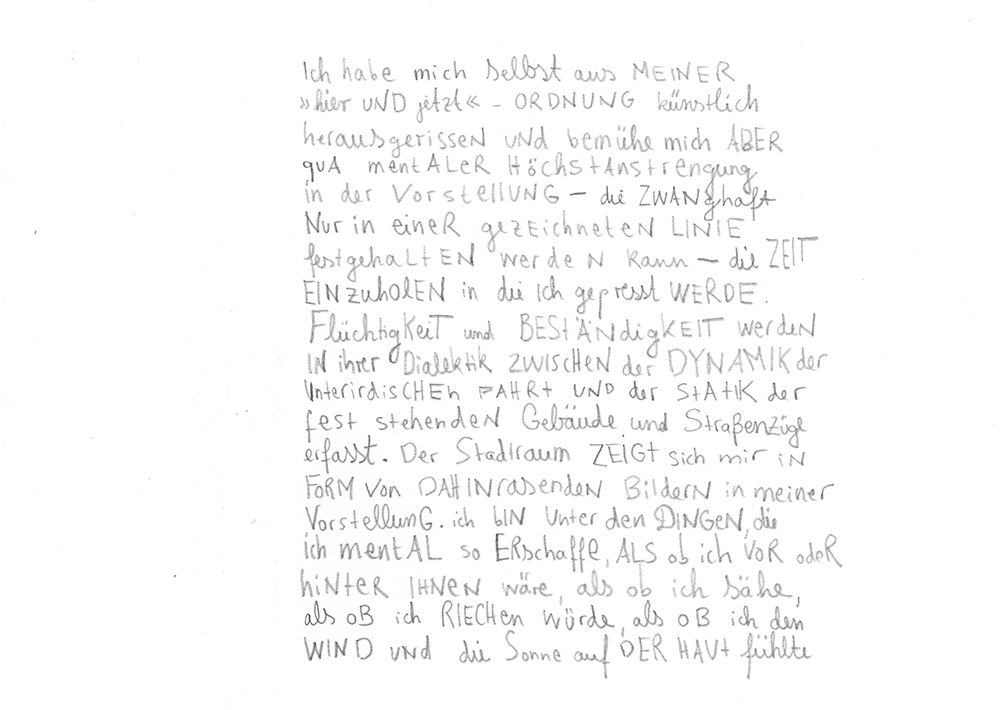 Ich habe mich selbst aus MEINER
»hier UND jetzt« – ORDNUNG künstlich
herausgerisseN uNd bemühe mich ABER
quA mentALeR HöchStAnstrengung
in der VorstellUNG – die ZWANghafT
Nur in eineR gezEichneteN LINIE
festgehaLtEN werdeN kann – die ZEIT
EINzuholEN in die Ich gepresst WERDE.
FlüchtigKeiT und BEStÄNdigKEIT werdeN
IN ihrer Dialektik ZWISCHEN der DYNAMIK der
UnterirdisCHEn FAHRt UND der StAtIK der
fest stehendeN Gebäude und Straßenzüge
erfasst. Der Stadtraum ZEIGt sich mir iN
FoRM von DAHINrasendeN BilderN in meiner
VorstelluNG. ich bIN Unter den DINGEN, die
ich mentAL so ERschaffe, ALS ob ich VoR odeR
hiNteR IHNEN wäre, als ob ich sähe,
als oB ich RIECHen würde, als oB ich den
WIND uNd die Sonne auf DER HAUt fühlte